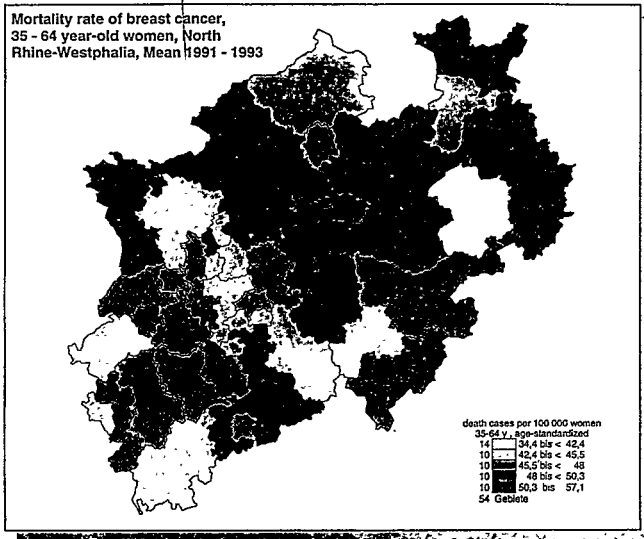 Mortality rate of breast cancer,
35 - 64 year-old women, North
Rhine-Westphalia, Mean 1991 - 1993
death cases per 100 000 women
35-64 y , age-standardized
14 34,4 bis < 42,4
10 42,4 bis < 45,5
10 45,5 bis < 48
10 48 bis < 50,3
10 50,3 bis 57,1
54 Gebiete